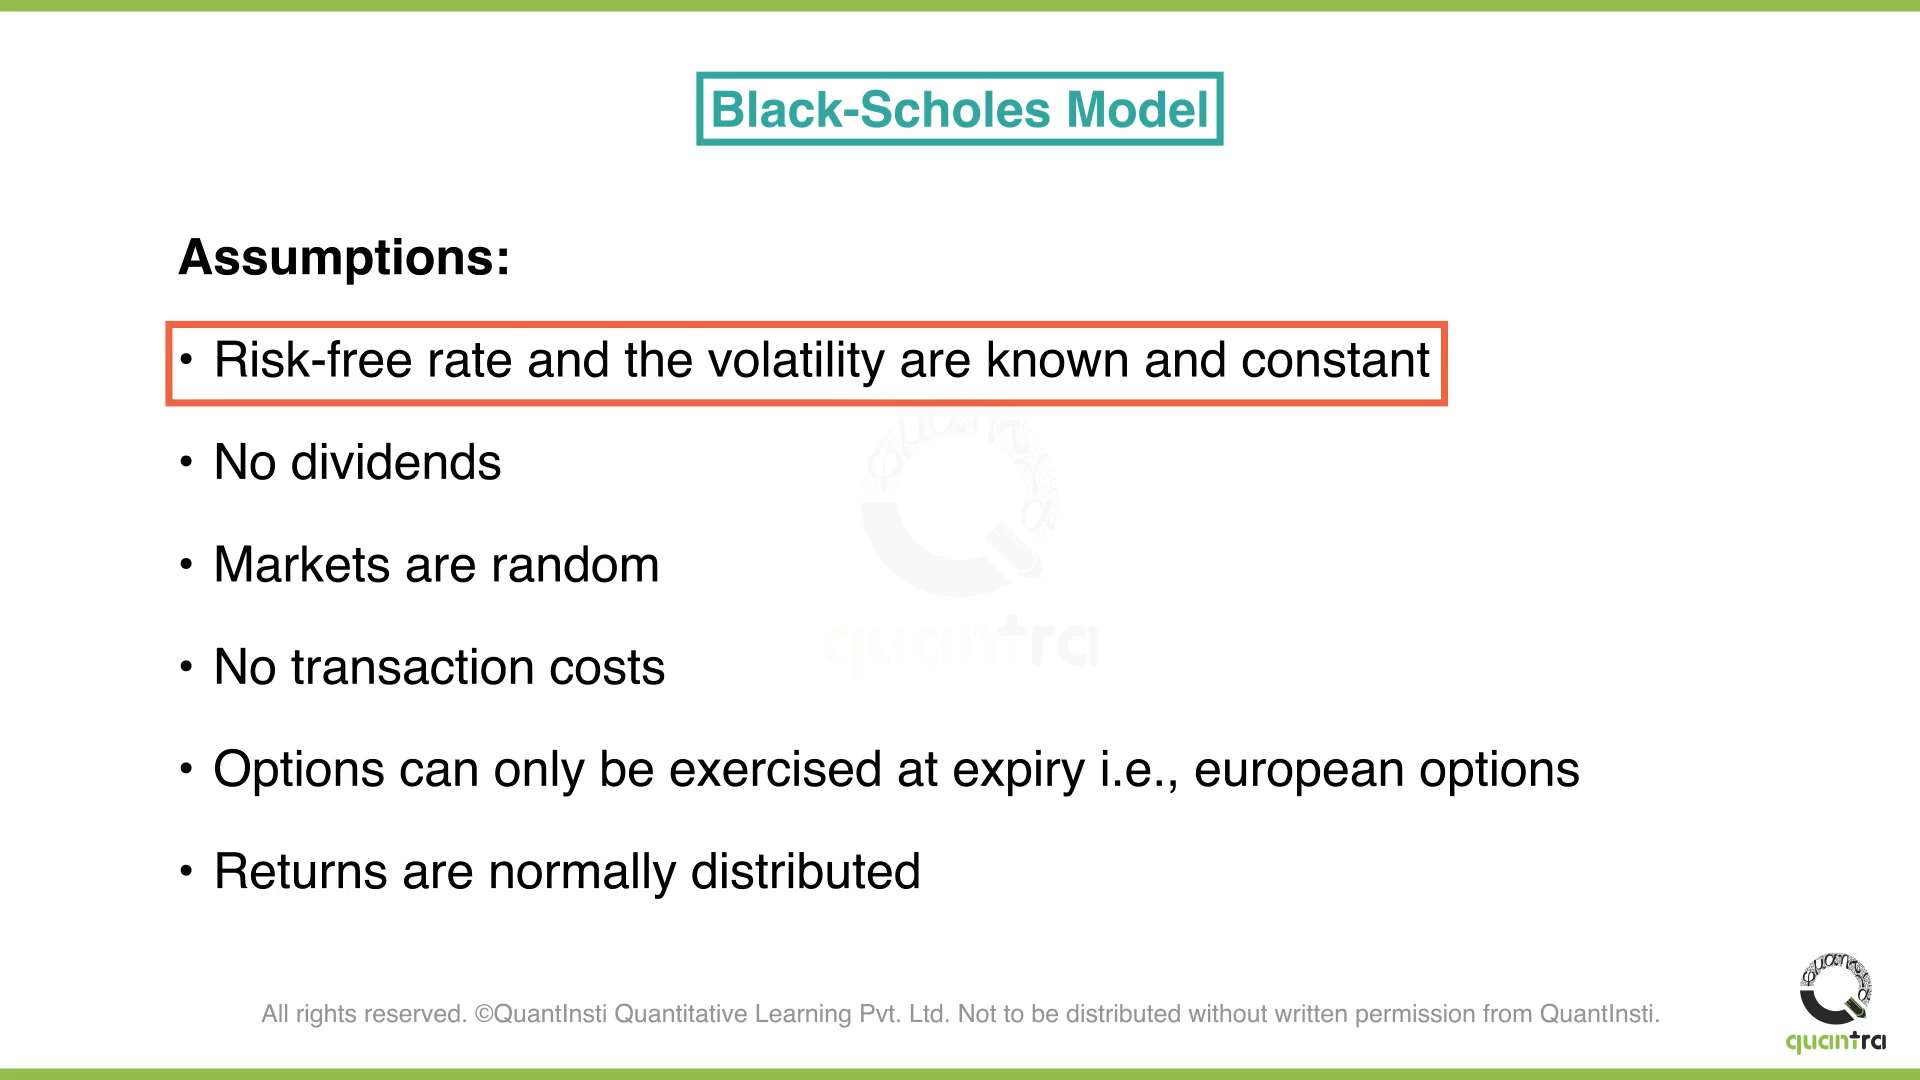 Black-Scholes Model
Assumptions:
• Risk-free rate and the volatility are known and constant
• No dividends
• Markets are random
quantra
• No transaction costs
• Options can only be exercised at expiry i.e., european options
• Returns are normally distributed
All rights reserved. ©QuantInsti Quantitative Learning Pvt. Ltd. Not to be distributed without written permission from QuantInsti.
quantra